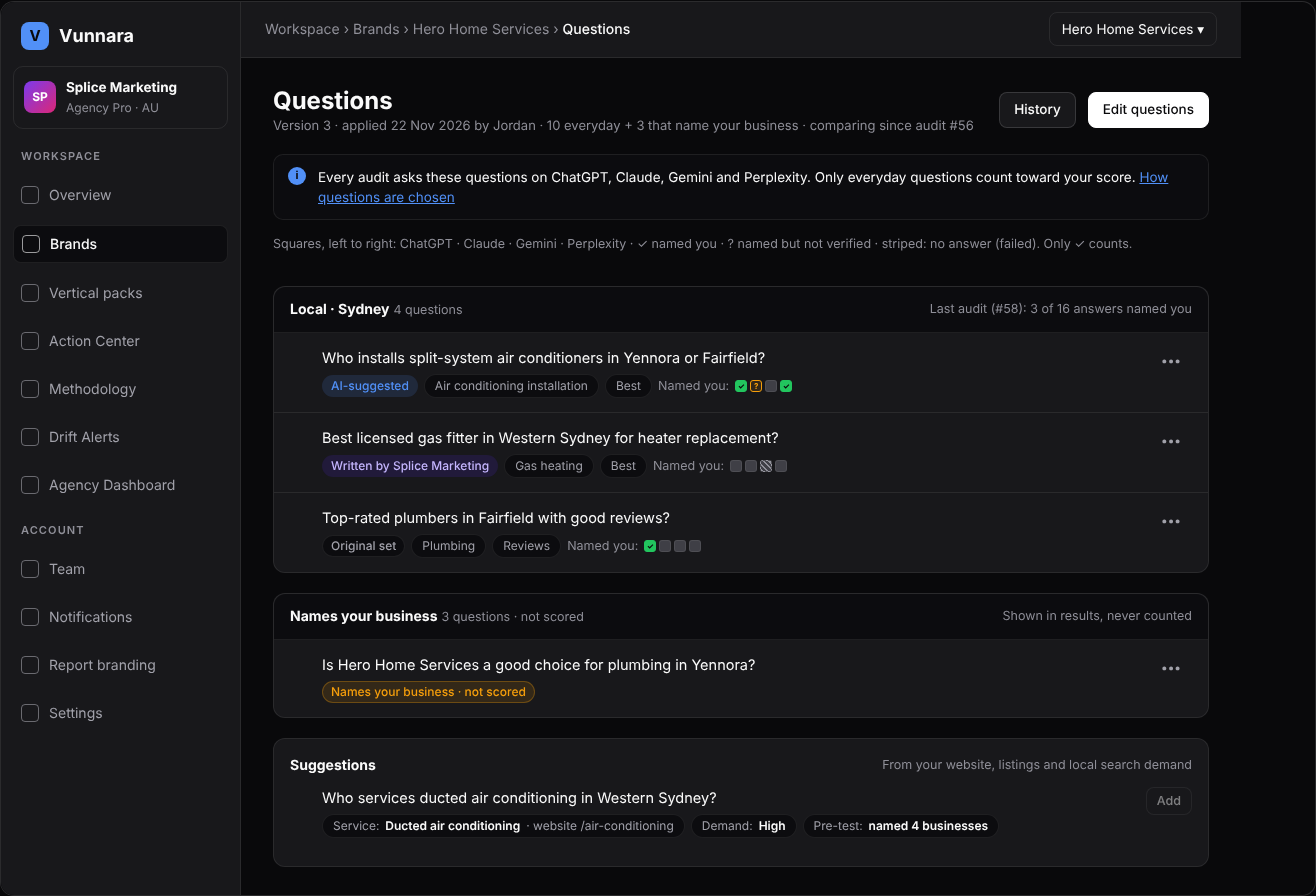 V Vunnara
Workspace › Brands › Hero Home Services › Questions
Hero Home Services ▾
SP Splice Marketing
Agency Pro · AU
WORKSPACE
Overview
Brands
Vertical packs
Action Center
Methodology
Drift Alerts
Agency Dashboard
ACCOUNT
Team
Notifications
Report branding
Settings
Questions
Version 3 · applied 22 Nov 2026 by Jordan · 10 everyday + 3 that name your business · comparing since audit #56
History
Edit questions
i Every audit asks these questions on ChatGPT, Claude, Gemini and Perplexity. Only everyday questions count toward your score. How
questions are chosen
Squares, left to right: ChatGPT · Claude · Gemini · Perplexity · ✓ named you · ? named but not verified · striped: no answer (failed). Only ✓ counts.
Local · Sydney 4 questions
Last audit (#58): 3 of 16 answers named you
Who installs split-system air conditioners in Yennora or Fairfield?
•••
AI-suggested Air conditioning installation Best Named you: ✓ ? ✓
Best licensed gas fitter in Western Sydney for heater replacement?
•••
Written by Splice Marketing Gas heating Best Named you:
Top-rated plumbers in Fairfield with good reviews?
•••
Original set Plumbing Reviews Named you: ✓
Names your business 3 questions · not scored
Shown in results, never counted
Is Hero Home Services a good choice for plumbing in Yennora?
•••
Names your business · not scored
Suggestions
From your website, listings and local search demand
Who services ducted air conditioning in Western Sydney?
Add
Service: Ducted air conditioning · website /air-conditioning Demand: High Pre-test: named 4 businesses